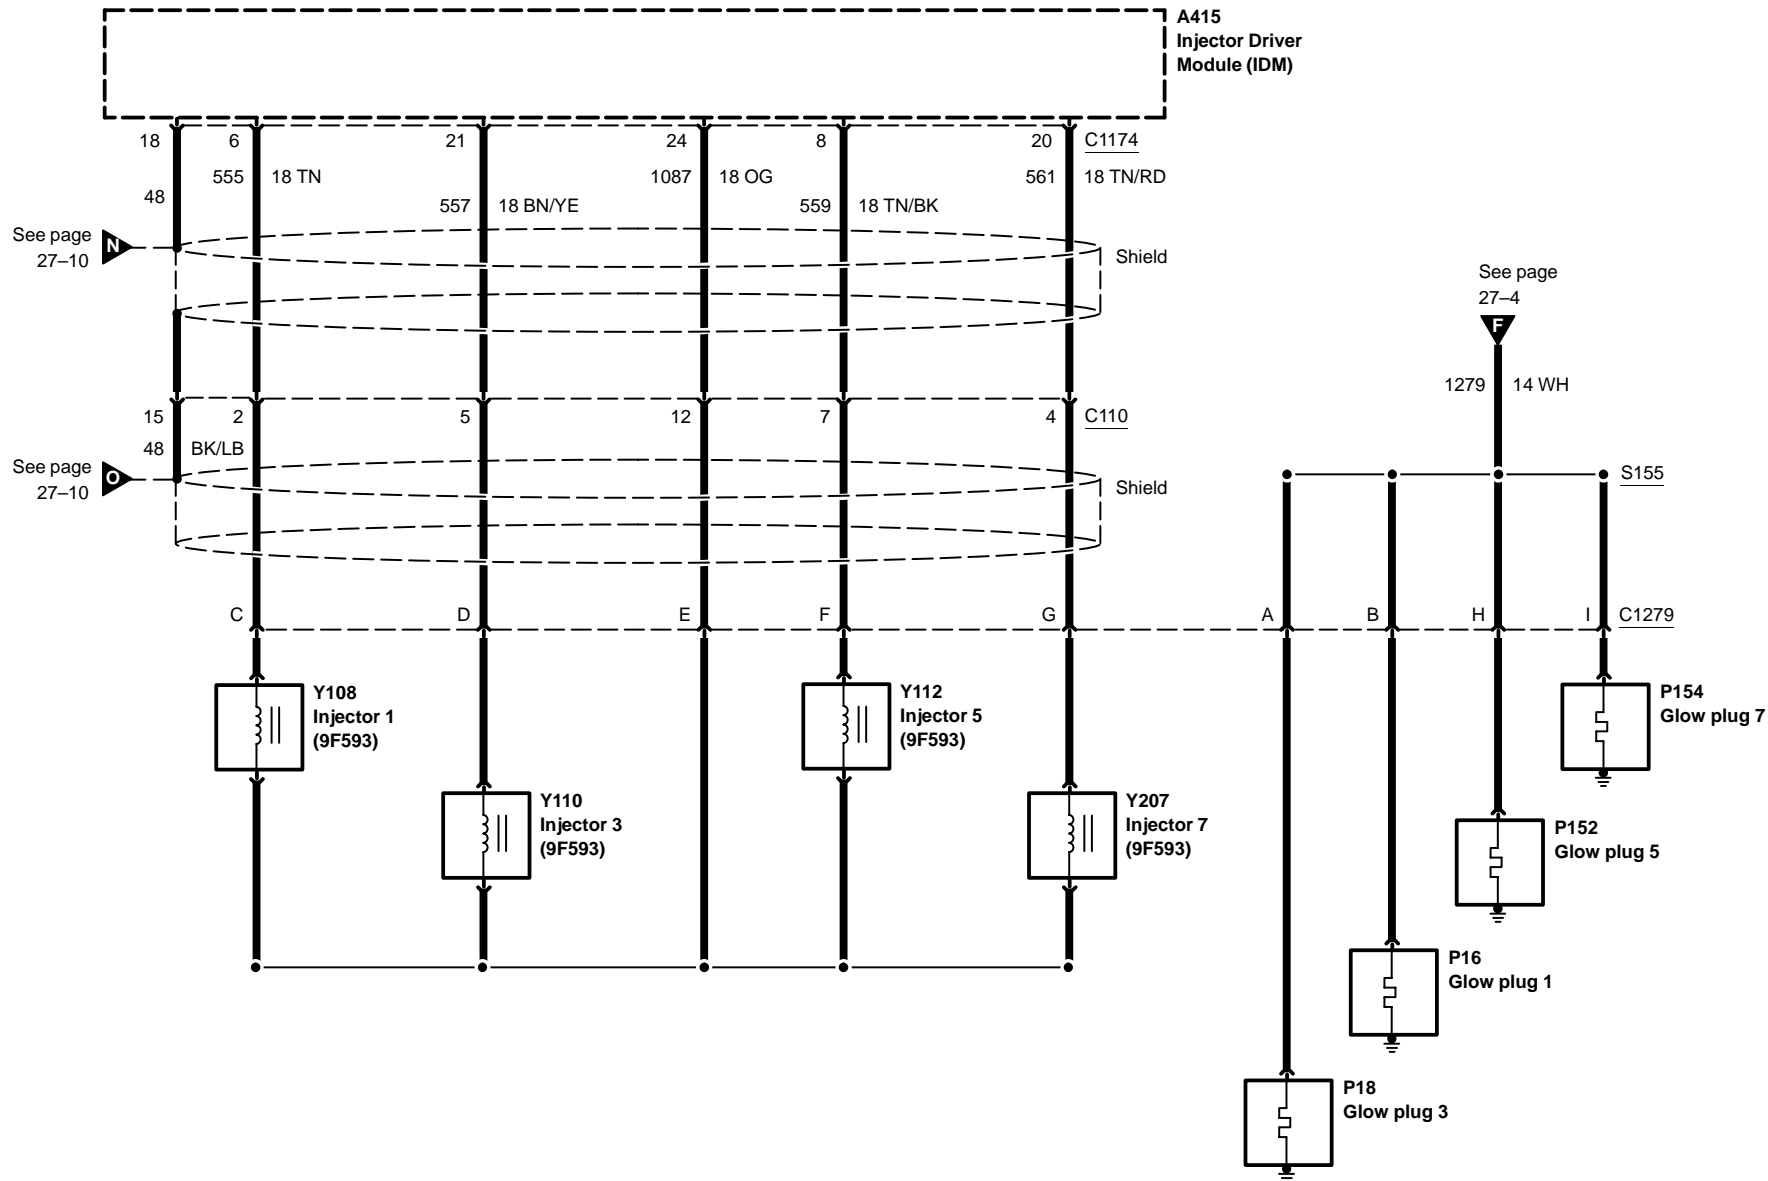 A415
Injector Driver
Module (IDM)
18 6 21 24 8 20 C1174
555 18 TN 1087 18 OG 561 18 TN/RD
48 557 18 BN/YE 559 18 TN/BK
See page
27–10
N
Shield
See page
27–4
F
1279 14 WH
15 2 5 12 7 4 C110
48 BK/LB
See page
27–10
O
Shield
S155
C D E F G A B H I C1279
Y108
Injector 1
(9F593)
Y112
Injector 5
(9F593)
P154
Glow plug 7
Y110
Injector 3
(9F593)
Y207
Injector 7
(9F593)
P152
Glow plug 5
P16
Glow plug 1
P18
Glow plug 3